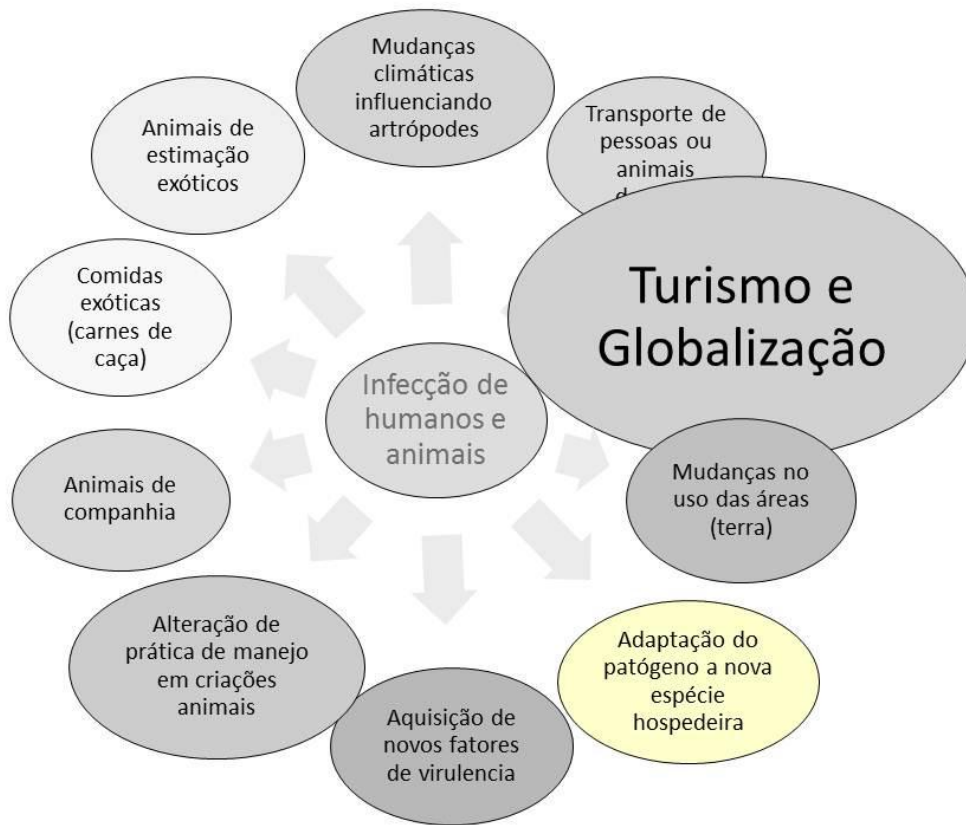 Mudanças
climáticas
influenciando
artrópodes
Transporte de
pessoas ou
animais
Turismo e
Globalização
Mudanças no
uso das áreas
(terra)
Adaptação do
patógeno a nova
espécie
hospedeira
Aquisição de
novos fatores
de virulencia
Alteração de
prática de manejo
em criações
animais
Animais de
companhia
Comidas
exóticas
(carnes de
caça)
Animais de
estimação
exóticos
Infecção de
humanos e
animais